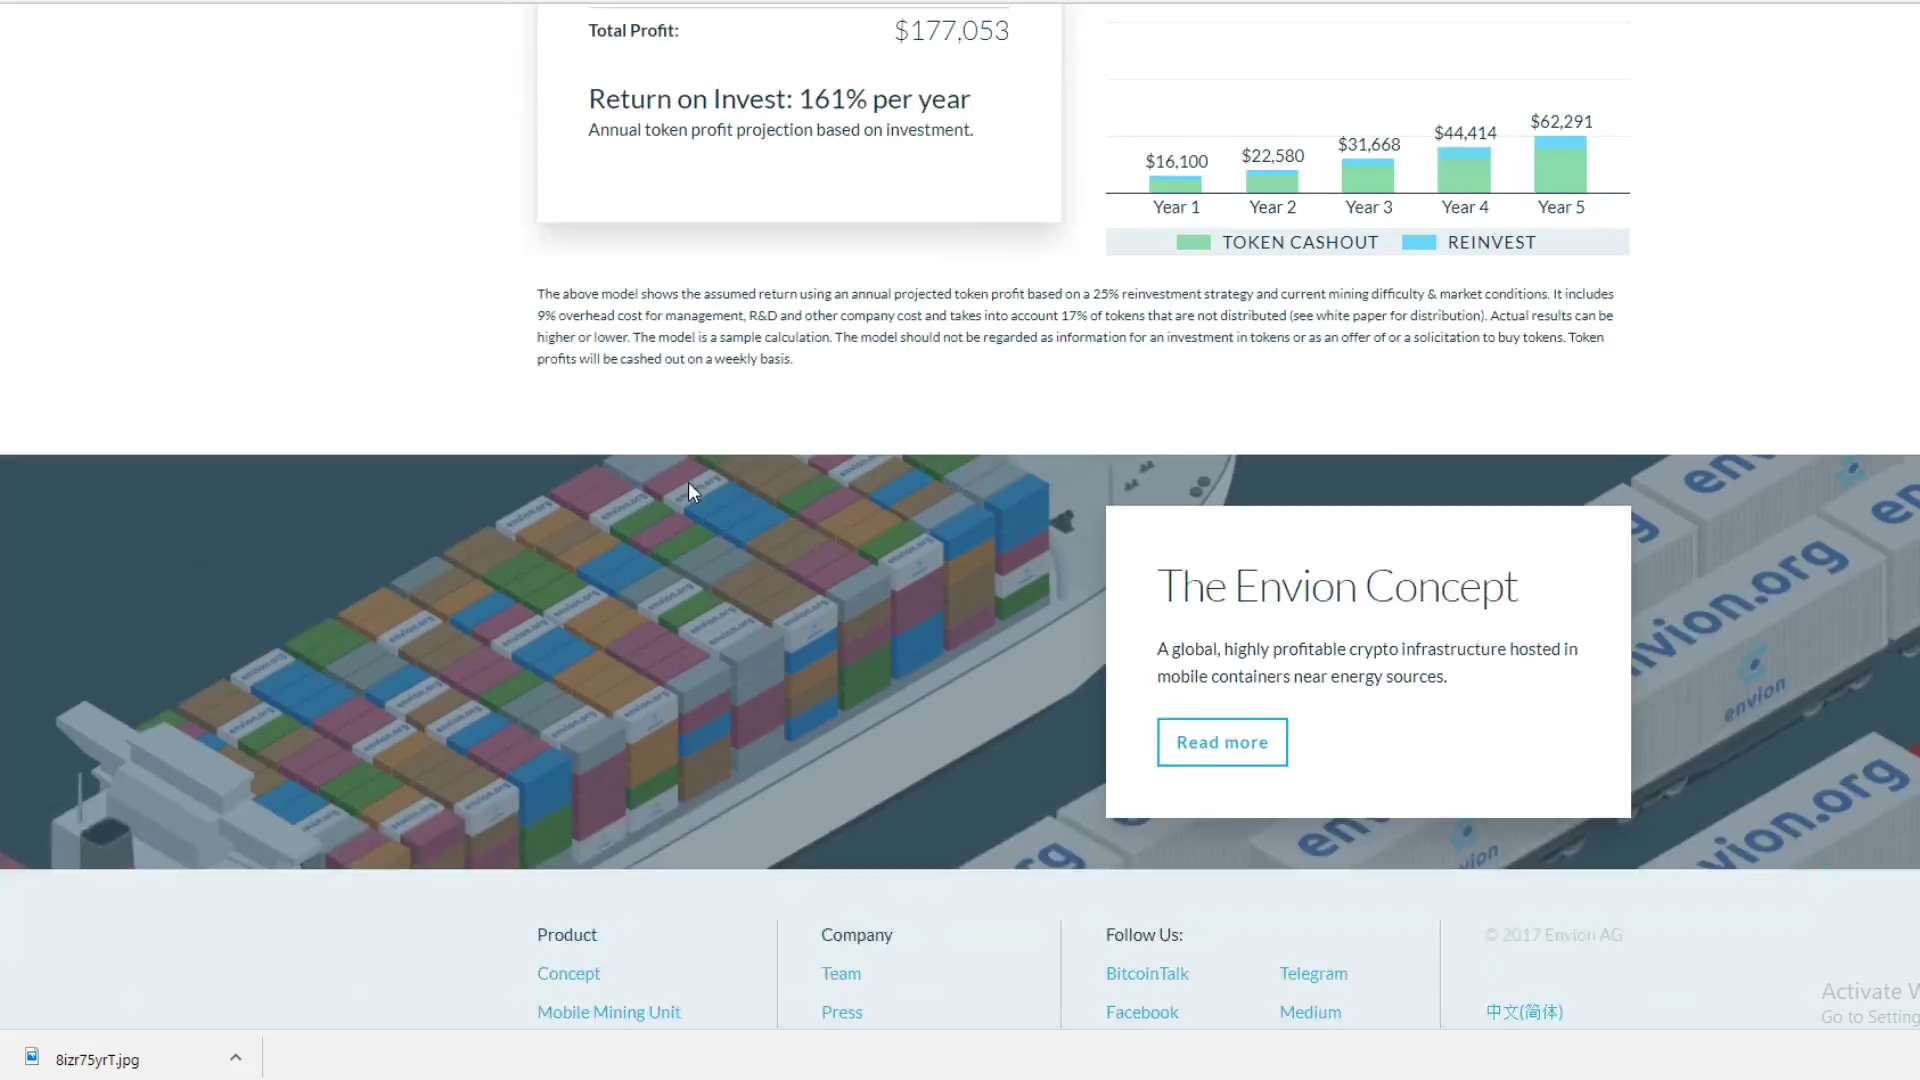 Total Profit:
$177,053
Return on Invest: 161% per year
Annual token profit projection based on investment.
$16,100
$22,580
$31,668
$44,414
$62,291
Year 1
Year 2
Year 3
Year 4
Year 5
TOKEN CASHOUT
REINVEST
The above model shows the assumed return using an annual projected token profit based on a 25% reinvestment strategy and current mining difficulty & market conditions. It includes
9% overhead cost for management, R&D and other company cost and takes into account 17% of tokens that are not distributed (see white paper for distribution). Actual results can be
higher or lower. The model is a sample calculation. The model should not be regarded as information for an investment in tokens or as an offer of or a solicitation to buy tokens. Token
profits will be cashed out on a weekly basis.
envion.org
envion
The Envion Concept
A global, highly profitable crypto infrastructure hosted in
mobile containers near energy sources.
Read more
Product
Concept
Mobile Mining Unit
Company
Team
Press
Follow Us:
BitcoinTalk
Telegram
Facebook
Medium
© 2017 Envion AG
中文(简体)
Activate W
Go to Setting
8izr75yrT.jpg